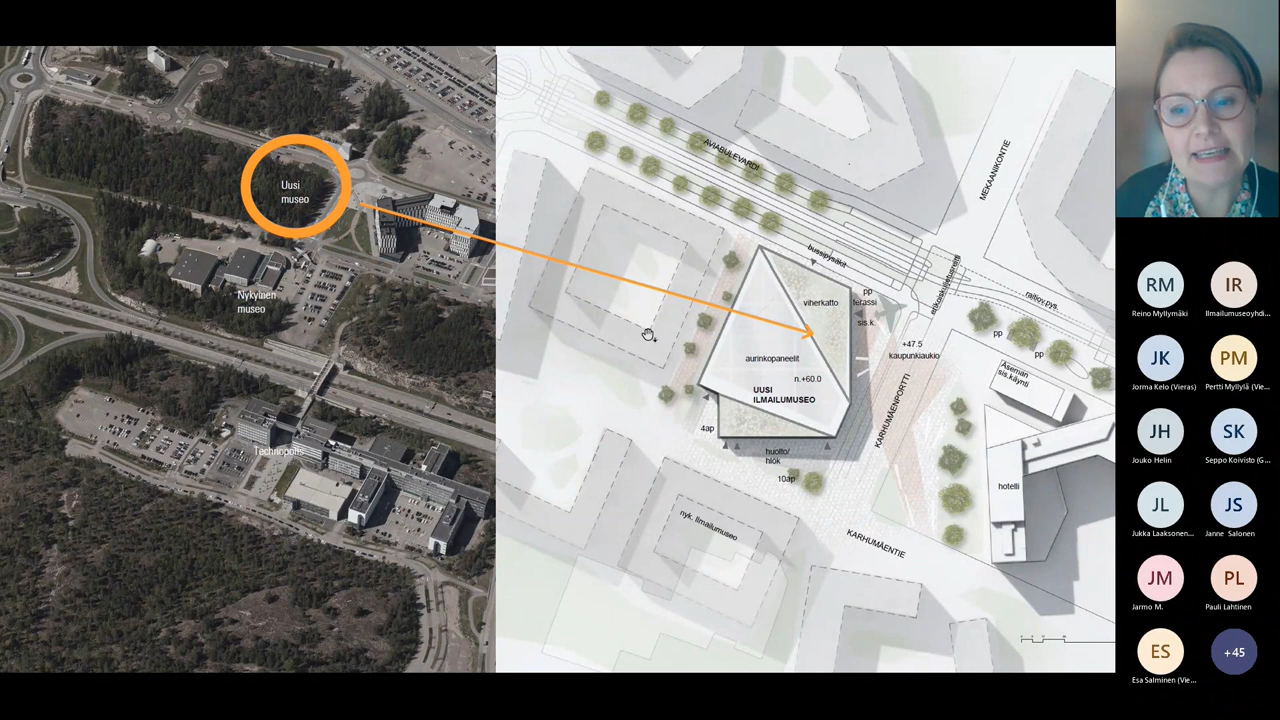 Uusi
museo
Nykyinen
museo
Technopolis
AVIABULEVARDI
MEKAANIKONTIE
bussipysäkit
pp
terassi
sis.k.
viherkatto
raitiov.pys.
pp
pp
+47.5
kaupunkiaukio
Aseman
sis.käynti
aurinkopaneelit
n.+60.0
UUSI
ILMAILUMUSEO
KARHUMÄENPORTTI
4ap
huolto/
hlök
10ap
hotelli
nyk. Ilmailumuseo
KARHUMÄENTIE
RM
Reino Myllymäki
IR
Ilmailumuseoyhdi...
JK
Jorma Kelo (Vieras)
PM
Pertti Myllylä (Vie...
JH
Jouko Helin
SK
Seppo Koivisto (G...
JL
Jukka Laaksonen...
JS
Janne Salonen
JM
Jarmo M.
PL
Pauli Lahtinen
ES
Esa Salminen (Vie...
+45